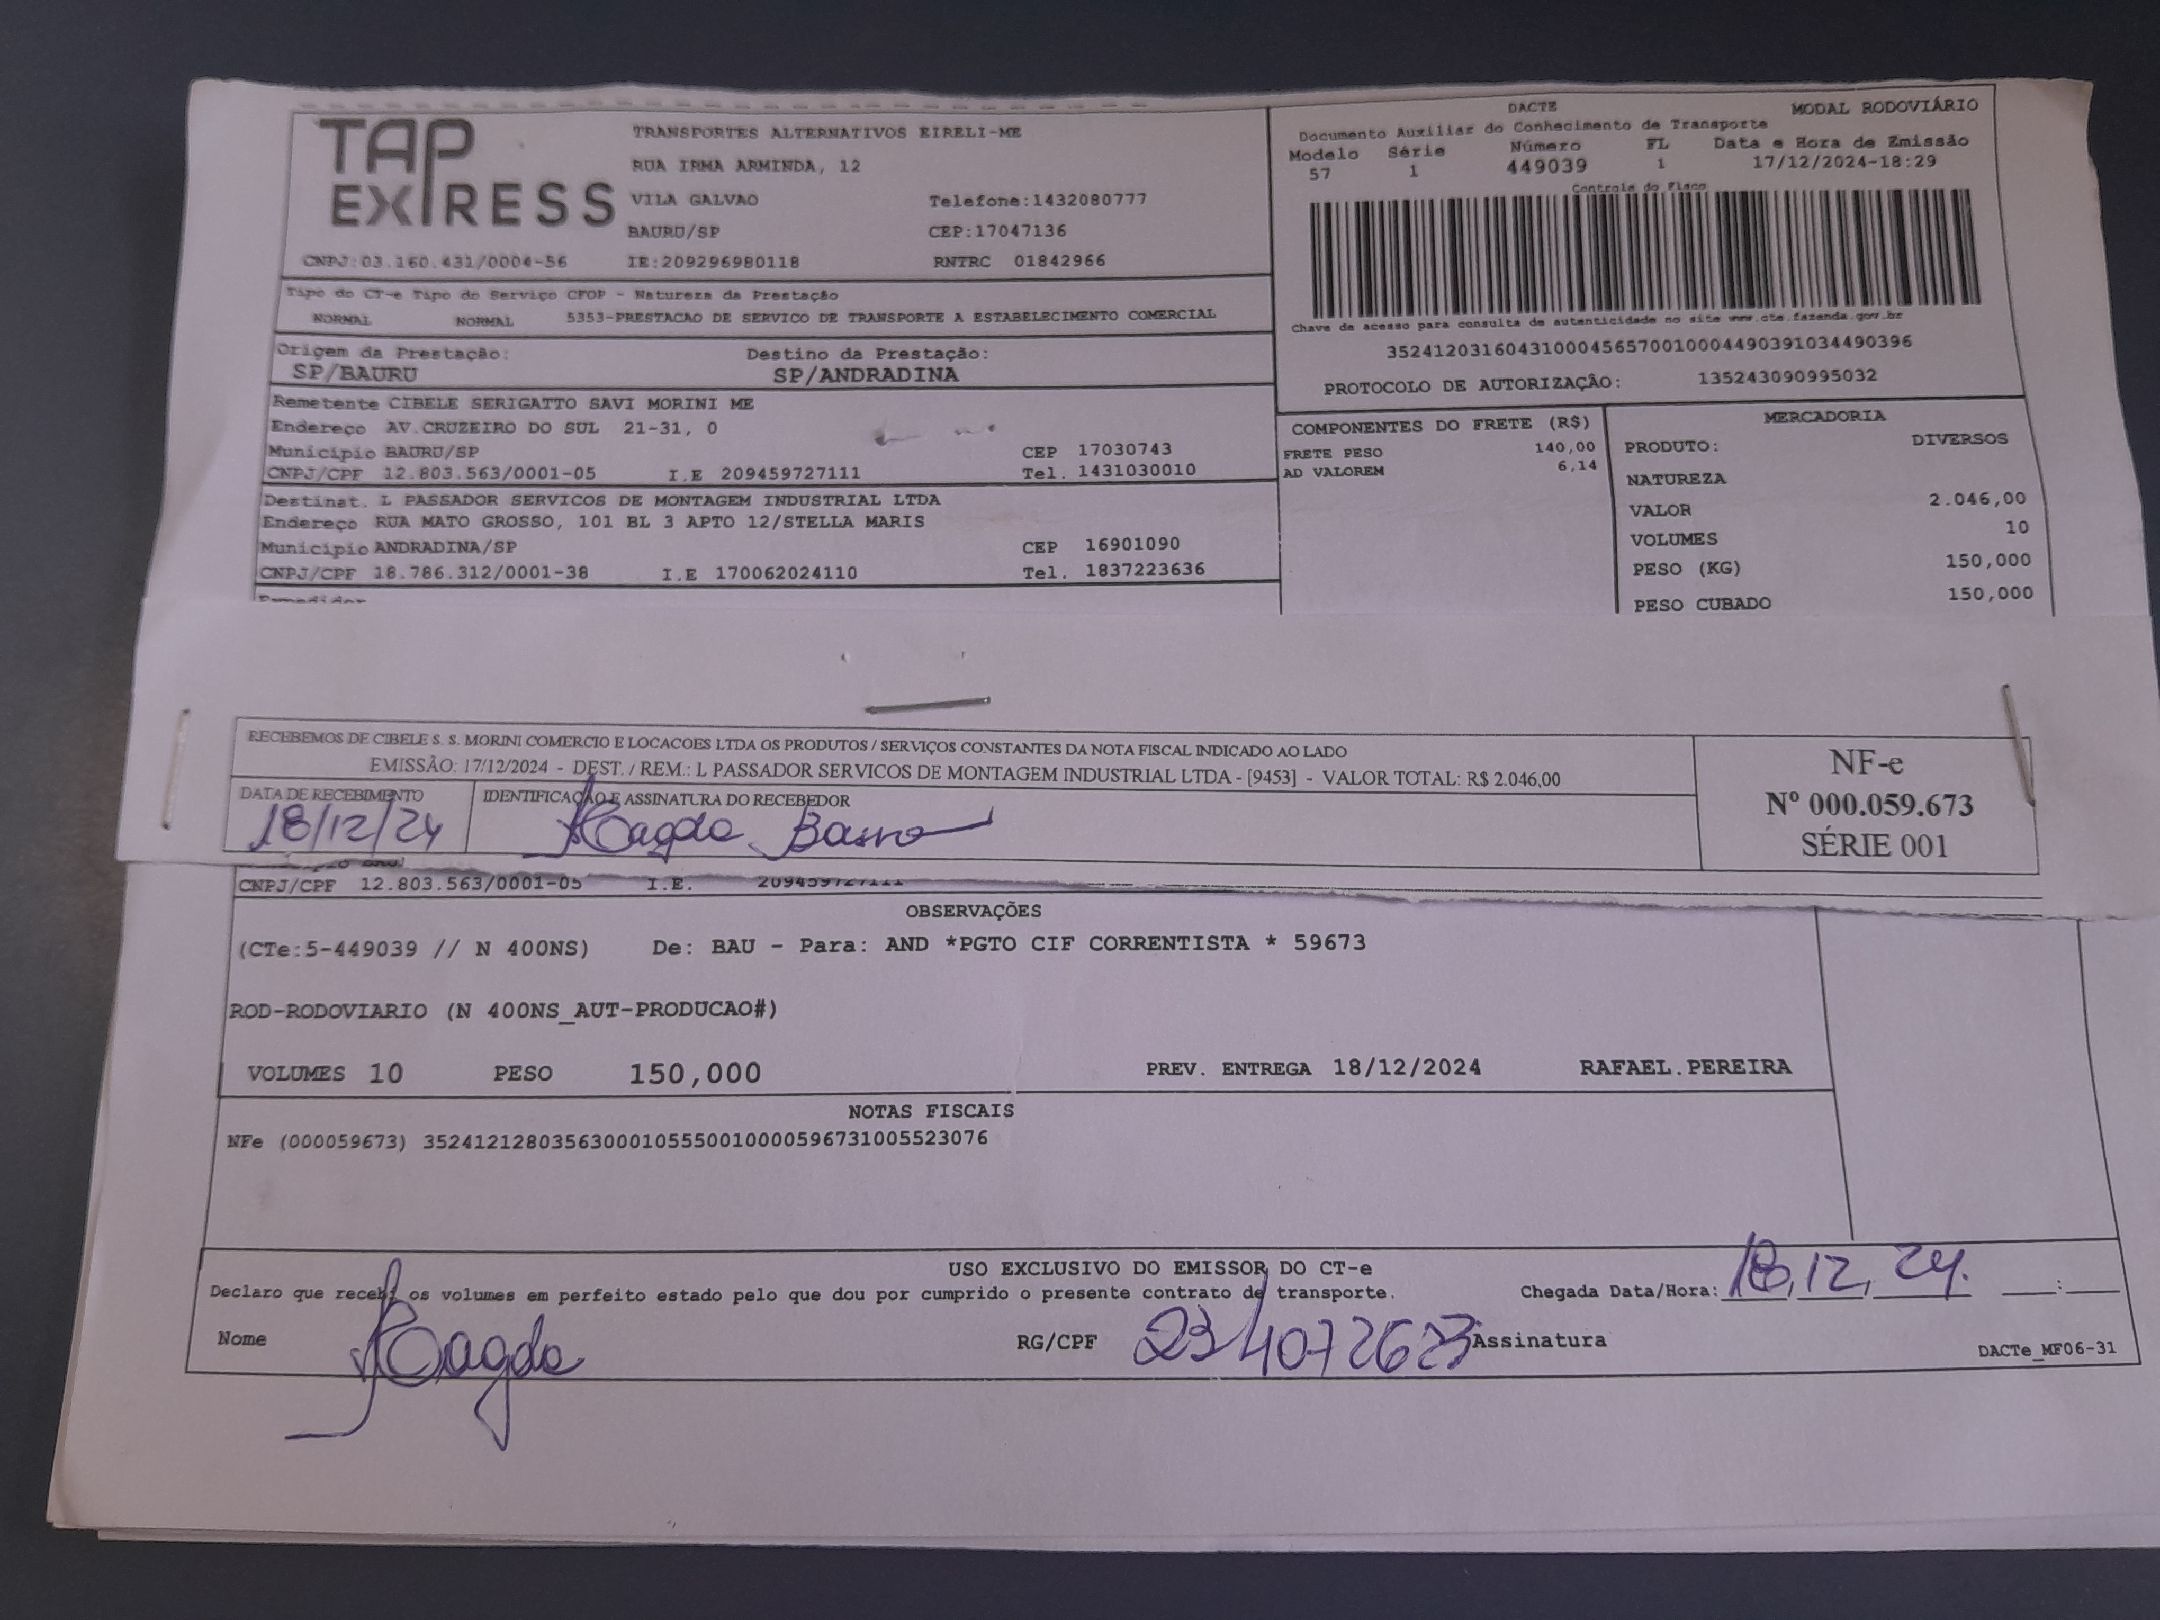 TAP EXPRESS
TRANSPORTES ALTERNATIVOS EIRELI-ME
RUA IRMA ARMINDA, 12
VILA GALVAO Telefone:1432080777
BAURU/SP CEP:17047136
CNPJ:03.160.431/0004-56 IE:209296980118 RNTRC 01842966
DACTE MODAL RODOVIÁRIO
Documento Auxiliar do Conhecimento de Transporte
Modelo Série Número FL Data e Hora de Emissão
57 1 449039 1 17/12/2024-18:29
Controle do Fisco
Chave de acesso para consulta de autenticidade no site www.cte.fazenda.gov.br
35241203160431000456570010004490391034490396
PROTOCOLO DE AUTORIZAÇÃO: 135243090995032
Tipo do CT-e Tipo do Serviço CFOP - Natureza da Prestação
NORMAL NORMAL 5353-PRESTACAO DE SERVICO DE TRANSPORTE A ESTABELECIMENTO COMERCIAL
Origem da Prestação: Destino da Prestação:
SP/BAURU SP/ANDRADINA
Remetente CIBELE SERIGATTO SAVI MORINI ME
Endereço AV.CRUZEIRO DO SUL 21-31, 0
Município BAURU/SP CEP 17030743
CNPJ/CPF 12.803.563/0001-05 I.E 209459727111 Tel. 1431030010
Destinat. L PASSADOR SERVICOS DE MONTAGEM INDUSTRIAL LTDA
Endereço RUA MATO GROSSO, 101 BL 3 APTO 12/STELLA MARIS
Município ANDRADINA/SP CEP 16901090
CNPJ/CPF 18.786.312/0001-38 I.E 170062024110 Tel. 1837223636
Expedidor
COMPONENTES DO FRETE (R$)
FRETE PESO 140,00
AD VALOREM 6,14
MERCADORIA
PRODUTO: DIVERSOS
NATUREZA
VALOR 2.046,00
VOLUMES 10
PESO (KG) 150,000
PESO CUBADO 150,000
RECEBEMOS DE CIBELE S. S. MORINI COMERCIO E LOCACOES LTDA OS PRODUTOS / SERVIÇOS CONSTANTES DA NOTA FISCAL INDICADO AO LADO
EMISSÃO: 17/12/2024 - DEST. / REM.: L PASSADOR SERVICOS DE MONTAGEM INDUSTRIAL LTDA - [9453] - VALOR TOTAL: R$ 2.046,00
DATA DE RECEBIMENTO IDENTIFICAÇÃO E ASSINATURA DO RECEBEDOR
18/12/24 Magda
NF-e
Nº 000.059.673
SÉRIE 001
CNPJ/CPF 12.803.563/0001-05 I.E. 209459727111
OBSERVAÇÕES
(CTe:5-449039 // N 400NS) De: BAU - Para: AND *PGTO CIF CORRENTISTA * 59673
ROD-RODOVIARIO (N 400NS_AUT-PRODUCAO#)
VOLUMES 10 PESO 150,000 PREV. ENTREGA 18/12/2024 RAFAEL.PEREIRA
NOTAS FISCAIS
NFe (000059673) 35241212803563000105550010000596731005523076
USO EXCLUSIVO DO EMISSOR DO CT-e
Declaro que recebi os volumes em perfeito estado pelo que dou por cumprido o presente contrato de transporte. Chegada Data/Hora: 18,12,24. :
Nome Magda RG/CPF Assinatura
DACTe_MF06-31